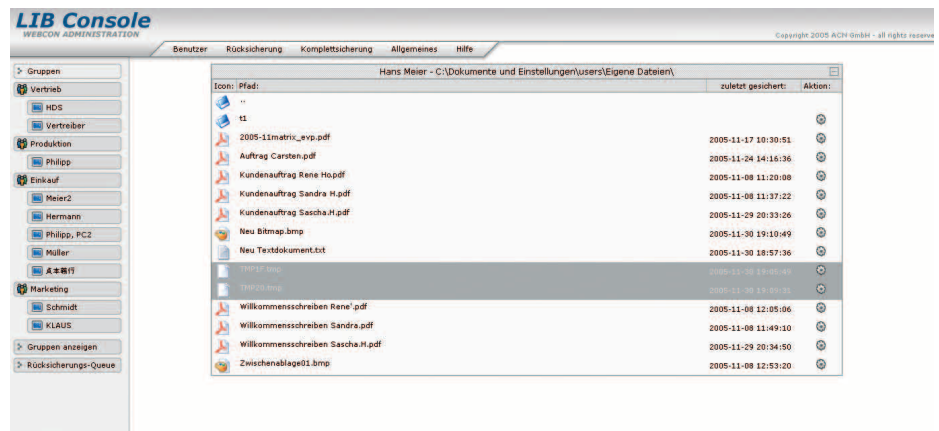 LIB Console
WEBCON ADMINISTRATION
Copyright 2005 ACM GmbH - all rights reserve
Benutzer Rücksicherung Komplettsicherung Allgemeines Hilfe
Gruppen
Vertrieb
HDS
Vertreiber
Produktion
Philipp
Einkauf
Meier2
Hermann
Philipp, PC2
Müller
Marketing
Schmidt
KLAUS
Gruppen anzeigen
Rücksicherungs-Queue
Hans Meier - C:\Dokumente und Einstellungen\users\Eigene Dateien\
Icon: Pfad: zuletzt gesichert: Aktion:
..
t1
2005-11matrix_evp.pdf 2005-11-17 10:30:51
Auftrag Carsten.pdf 2005-11-24 14:16:36
Kundenauftrag Rene Ho.pdf 2005-11-08 11:20:08
Kundenauftrag Sandra H.pdf 2005-11-08 11:37:22
Kundenauftrag Sascha.H.pdf 2005-11-29 20:33:26
Neu Bitmap.bmp 2005-11-30 19:10:49
Neu Textdokument.txt 2005-11-30 18:57:36
Willkommensschreiben Rene'.pdf 2005-11-08 12:05:06
Willkommensschreiben Sandra.pdf 2005-11-08 11:49:10
Willkommensschreiben Sascha.H.pdf 2005-11-29 20:34:50
Zwischenablage01.bmp 2005-11-08 12:53:20